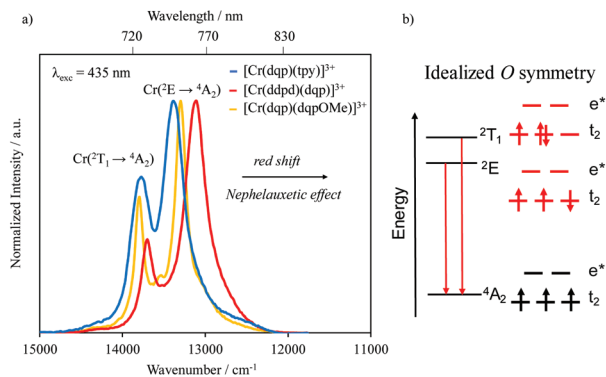 a)
Wavelength / nm
720
770
830
λexc = 435 nm
Cr(²E → ⁴A₂)
[Cr(dqp)(tpy)]³⁺
[Cr(ddpd)(dqp)]³⁺
[Cr(dqp)(dqpOMe)]³⁺
Cr(²T₁ → ⁴A₂)
red shift
Nephelauxetic effect
Normalized Intensity / a.u.
15000
14000
13000
12000
11000
Wavenumber / cm⁻¹
b)
Idealized O symmetry
Energy
e*
²T₁
t₂
²E
e*
t₂
e*
⁴A₂
t₂